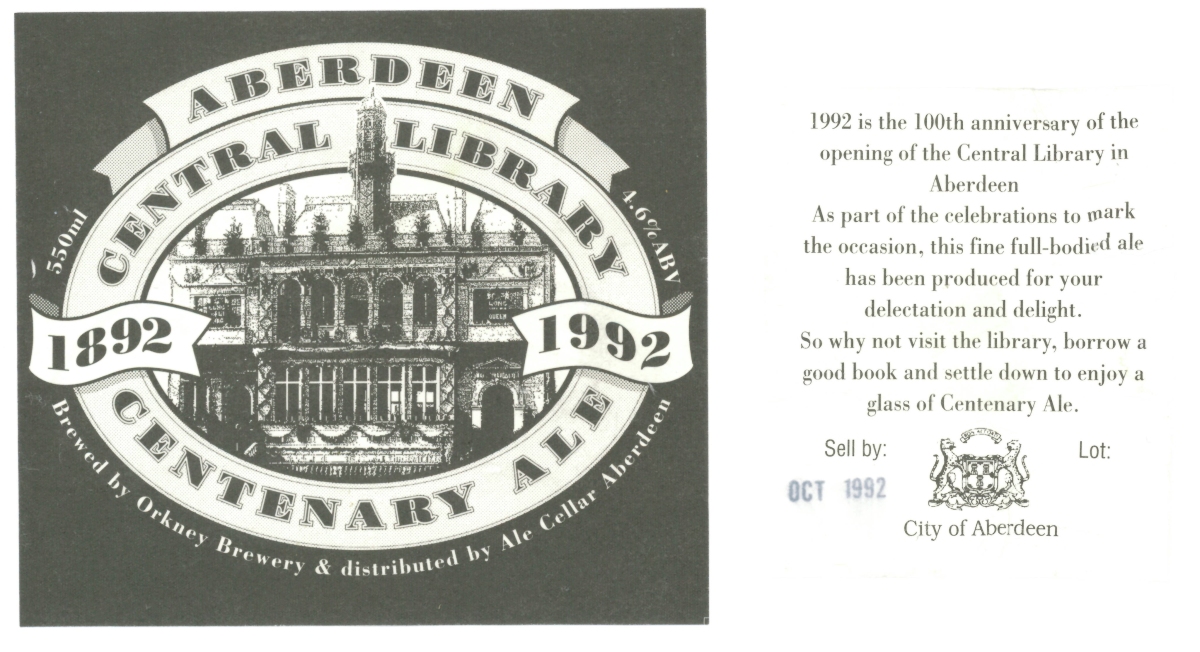 ABERDEEN
CENTRAL LIBRARY
550ml
4.6% ABV
1892
1992
CENTENARY ALE
Brewed by Orkney Brewery & distributed by Ale Cellar Aberdeen
1992 is the 100th anniversary of the
opening of the Central Library in
Aberdeen
As part of the celebrations to mark
the occasion, this fine full-bodied ale
has been produced for your
delectation and delight.
So why not visit the library, borrow a
good book and settle down to enjoy a
glass of Centenary Ale.
Sell by:
Lot:
OCT 1992
City of Aberdeen